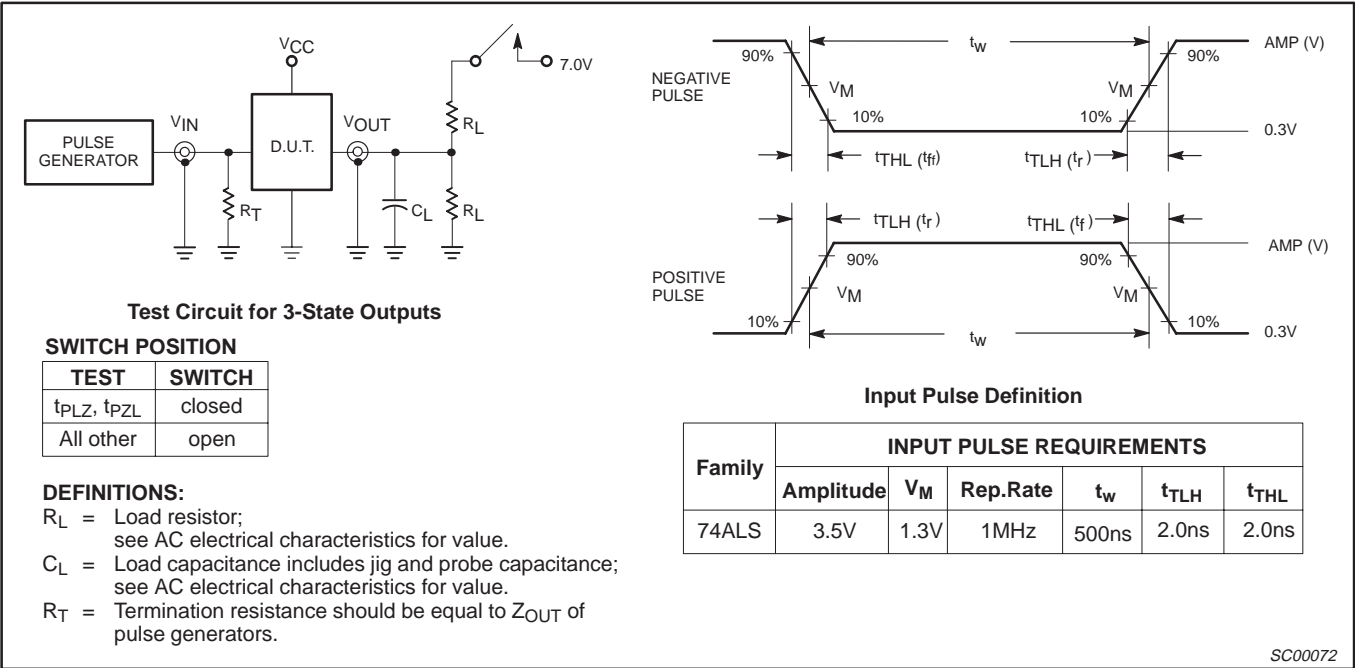 VCC
7.0V
RL
VIN
VOUT
PULSE
GENERATOR
D.U.T.
RT
CL
RL
Test Circuit for 3-State Outputs
SWITCH POSITION
TEST SWITCH
tPLZ, tPZL closed
All other open
DEFINITIONS:
RL = Load resistor;
see AC electrical characteristics for value.
CL = Load capacitance includes jig and probe capacitance;
see AC electrical characteristics for value.
RT = Termination resistance should be equal to ZOUT of
pulse generators.
tw
AMP (V)
90% 90%
NEGATIVE
PULSE
VM VM
10% 10%
0.3V
tTHL (tff) tTLH (tr )
tTLH (tr ) tTHL (tf )
AMP (V)
90% 90%
POSITIVE
PULSE
VM VM
10% 10%
tw
0.3V
Input Pulse Definition
Family INPUT PULSE REQUIREMENTS
Amplitude VM Rep.Rate tw tTLH tTHL
74ALS 3.5V 1.3V 1MHz 500ns 2.0ns 2.0ns
SC00072